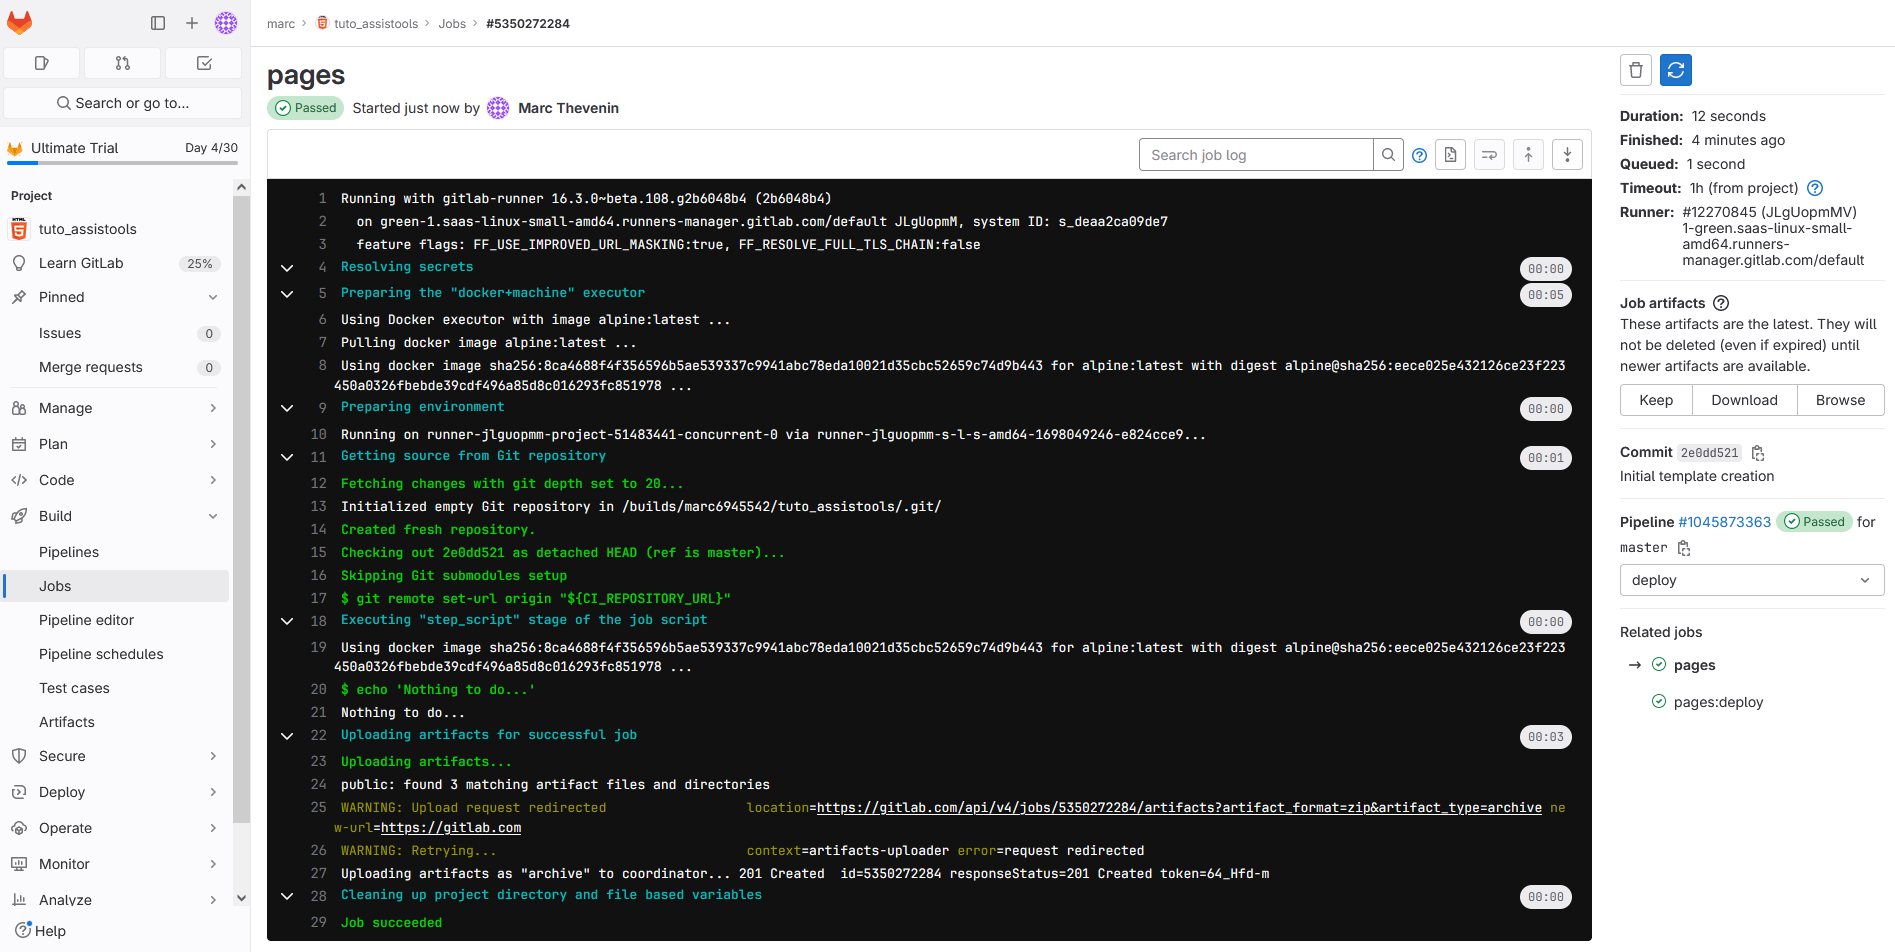 marc
tuto_assistools
Jobs
#5350272284
Search or go to...
Ultimate Trial
Day 4/30
Project
tuto_assistools
Learn GitLab
25%
Pinned
Issues
0
Merge requests
0
Manage
Plan
Code
Build
Pipelines
Jobs
Pipeline editor
Pipeline schedules
Test cases
Artifacts
Secure
Deploy
Operate
Monitor
Analyze
Help
pages
Passed Started just now by Marc Thevenin
Search job log
1 Running with gitlab-runner 16.3.0~beta.108.g2b6048b4 (2b6048b4)
2 on green-1.saas-linux-small-amd64.runners-manager.gitlab.com/default JLgUopmM, system ID: s_deaa2ca09de7
3 feature flags: FF_USE_IMPROVED_URL_MASKING:true, FF_RESOLVE_FULL_TLS_CHAIN:false
4 Resolving secrets 00:00
5 Preparing the "docker+machine" executor 00:05
6 Using Docker executor with image alpine:latest ...
7 Pulling docker image alpine:latest ...
8 Using docker image sha256:8ca4688f4f356596b5ae539337c9941abc78eda10021d35cbc52659c74d9b443 for alpine:latest with digest alpine@sha256:eece025e432126ce23f223
450a0326fbebde39cdf496a85d8c016293fc851978 ...
9 Preparing environment 00:00
10 Running on runner-jlguopmm-project-51483441-concurrent-0 via runner-jlguopmm-s-l-s-amd64-1698049246-e824cce9...
11 Getting source from Git repository 00:01
12 Fetching changes with git depth set to 20...
13 Initialized empty Git repository in /builds/marc6945542/tuto_assistools/.git/
14 Created fresh repository.
15 Checking out 2e0dd521 as detached HEAD (ref is master)...
16 Skipping Git submodules setup
17 $ git remote set-url origin "${CI_REPOSITORY_URL}"
18 Executing "step_script" stage of the job script 00:00
19 Using docker image sha256:8ca4688f4f356596b5ae539337c9941abc78eda10021d35cbc52659c74d9b443 for alpine:latest with digest alpine@sha256:eece025e432126ce23f223
450a0326fbebde39cdf496a85d8c016293fc851978 ...
20 $ echo 'Nothing to do...'
21 Nothing to do...
22 Uploading artifacts for successful job 00:03
23 Uploading artifacts...
24 public: found 3 matching artifact files and directories
25 WARNING: Upload request redirected location=https://gitlab.com/api/v4/jobs/5350272284/artifacts?artifact_format=zip&artifact_type=archive ne
w-url=https://gitlab.com
26 WARNING: Retrying... context=artifacts-uploader error=request redirected
27 Uploading artifacts as "archive" to coordinator... 201 Created id=5350272284 responseStatus=201 Created token=64_Hfd-m
28 Cleaning up project directory and file based variables 00:00
29 Job succeeded
Duration: 12 seconds
Finished: 4 minutes ago
Queued: 1 second
Timeout: 1h (from project)
Runner: #12270845 (JLgUopmMV)
1-green.saas-linux-small-
amd64.runners-
manager.gitlab.com/default
Job artifacts
These artifacts are the latest. They will
not be deleted (even if expired) until
newer artifacts are available.
Keep
Download
Browse
Commit 2e0dd521
Initial template creation
Pipeline #1045873363 Passed for
master
deploy
Related jobs
pages
pages:deploy